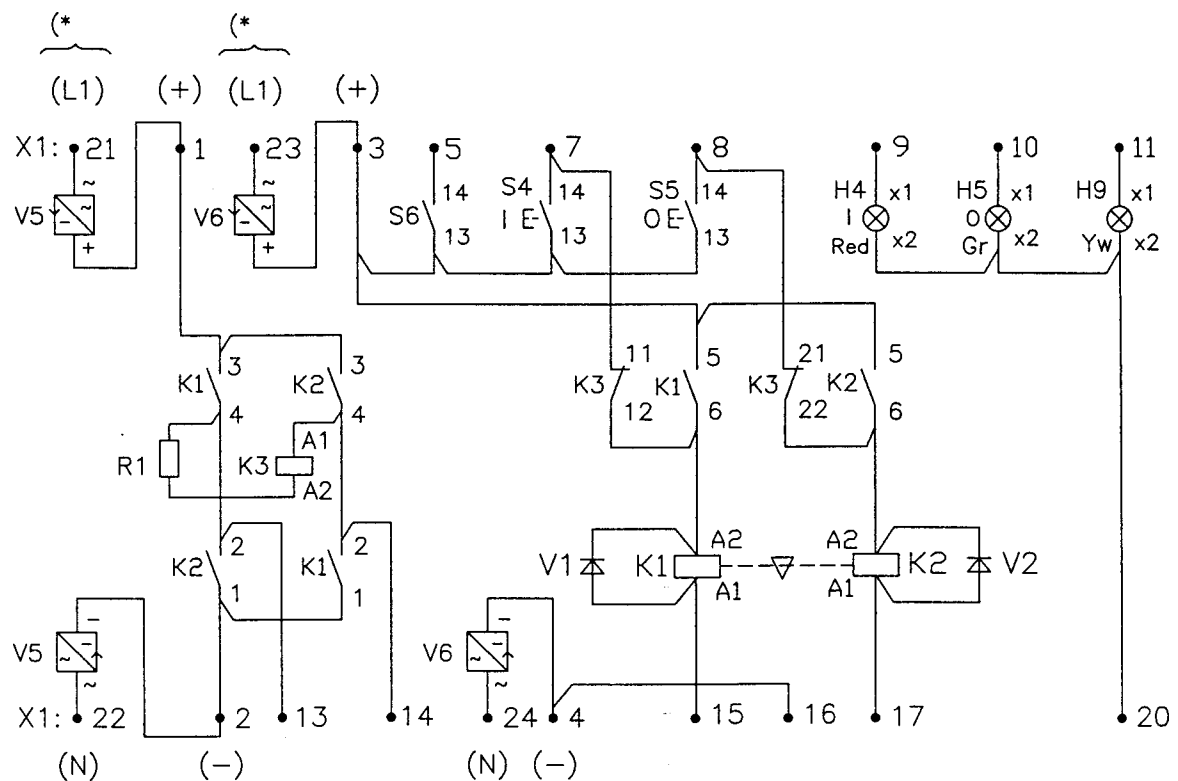 (* (*
(L1) (+) (L1) (+)
X1: 21 1 23 3 5 7 8 9 10 11
~ ~ 14 S4 14 S5 14 H4 x1 H5 x1 H9 x1
V5 ~ - V6 ~ - S6 I E- O E- I O
+ + 13 13 13 Red x2 Gr x2 Yw x2
3 3 11 5 21 5
K1 K2 K3 K1 K3 K2
4 4 12 6 22 6
R1 K3 A1
A2
2 2 A2 A2
K2 K1 V1 K1 K2 V2
1 1 A1 A1
- -
V5 ~ - V6 ~ -
~ ~
X1: 22 2 13 14 24 4 15 16 17 20
(N) (-) (N) (-)